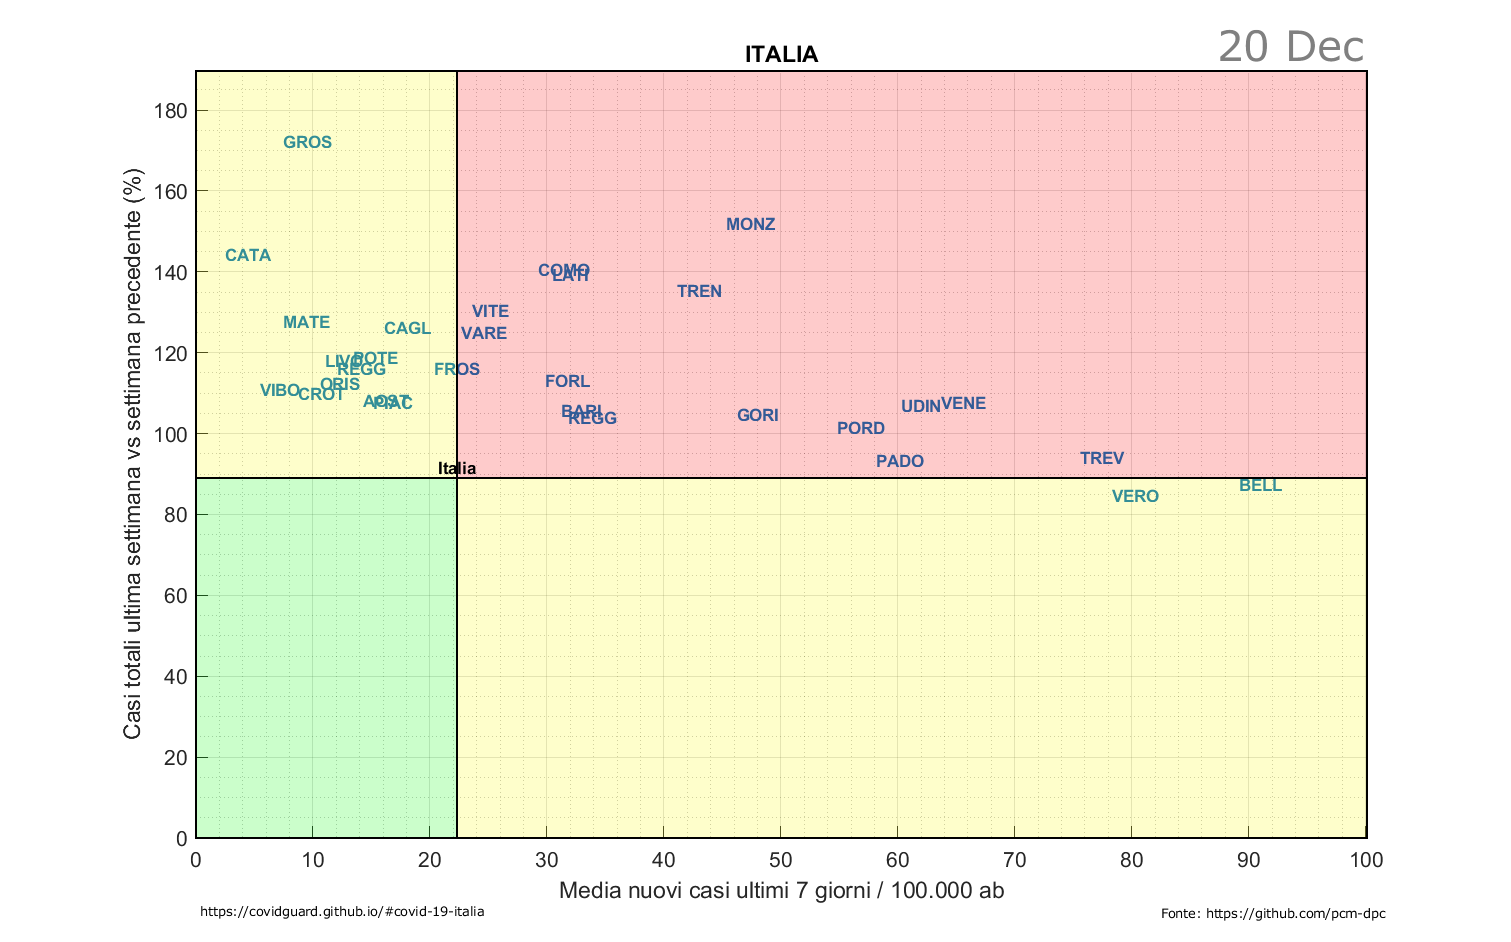 20 Dec
ITALIA
Casi totali ultima settimana vs settimana precedente (%)
180
160
140
120
100
80
60
40
20
0
GROS
MONZ
CATA
COMO
LATI
TREN
VITE
MATE
CAGL
VARE
LIVO
POTE
REGG
FROS
ORIS
FORL
VIBO
CROT
AOST
PIAC
BARI
REGG
GORI
UDIN
VENE
PORD
PADO
TREV
Italia
BELL
VERO
0 10 20 30 40 50 60 70 80 90 100
Media nuovi casi ultimi 7 giorni / 100.000 ab
https://covidguard.github.io/#covid-19-italia
Fonte: https://github.com/pcm-dpc